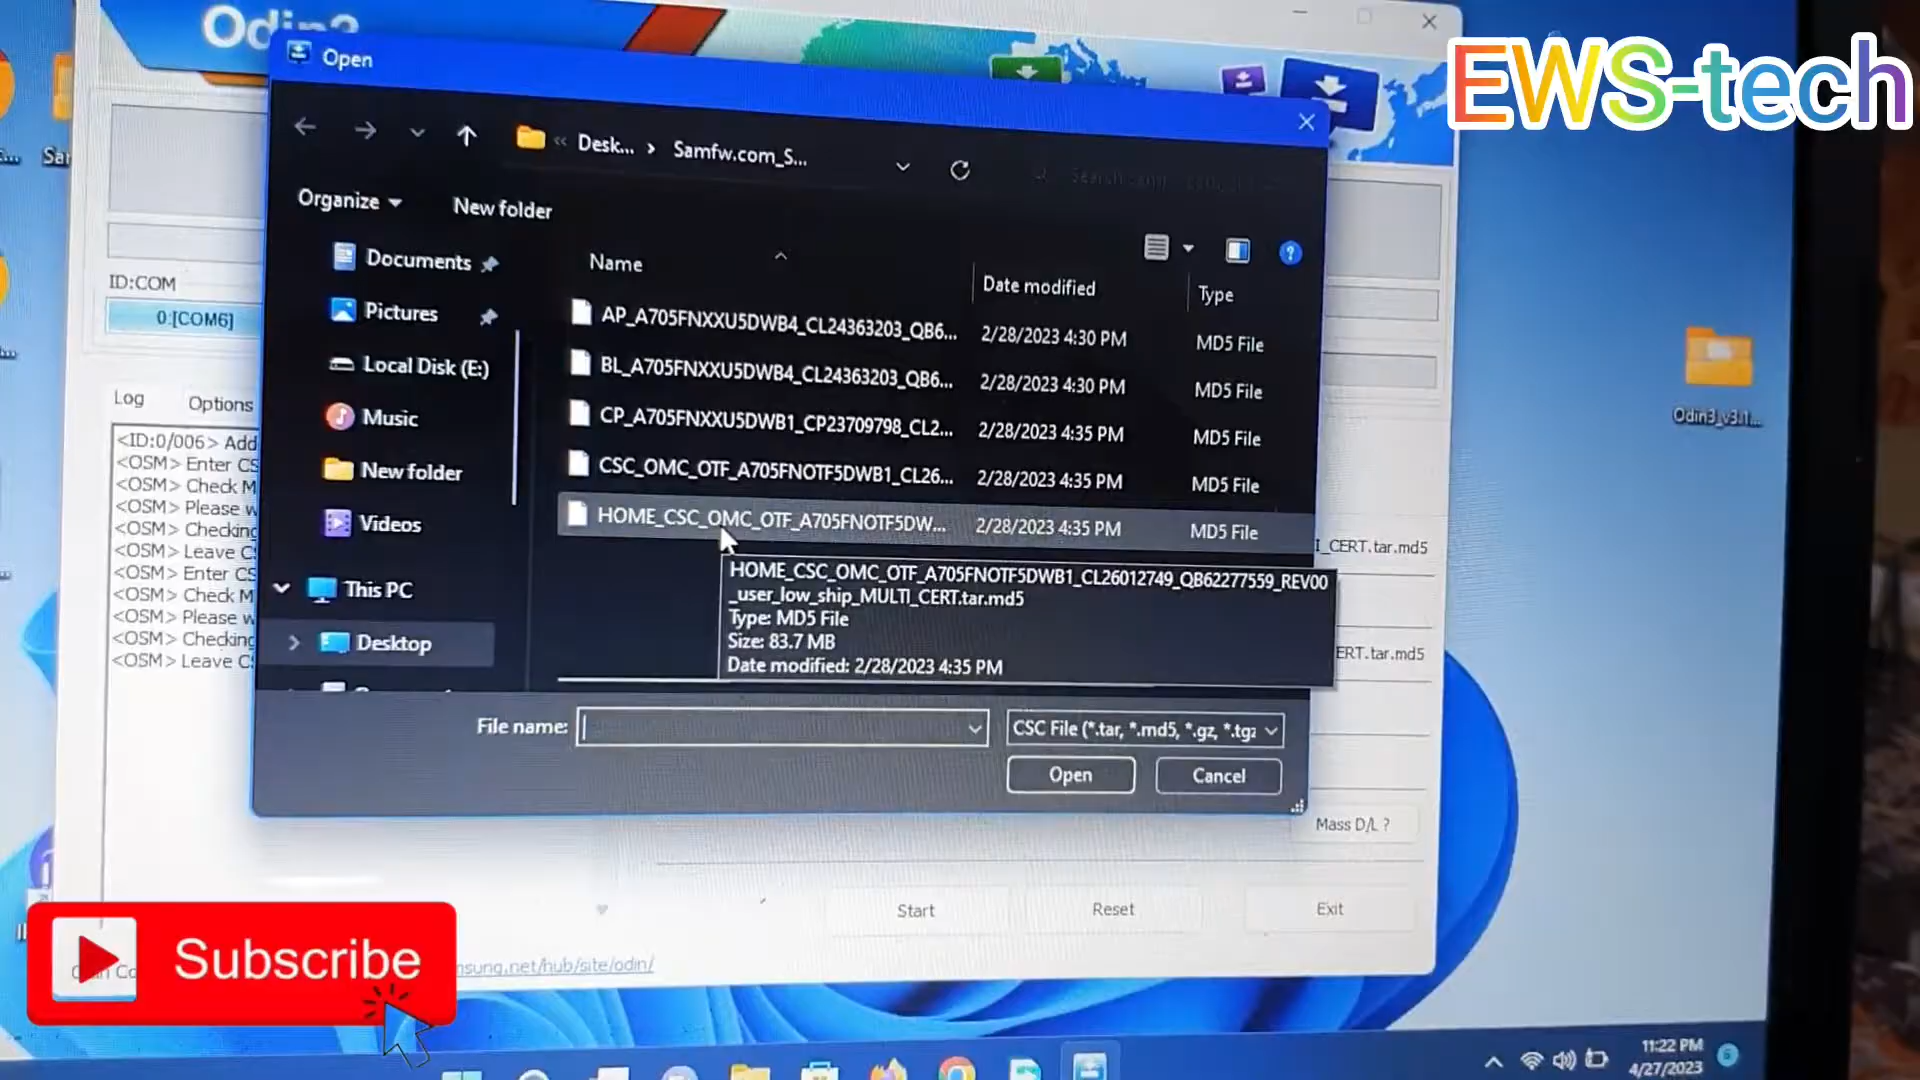 Odin3
EWS-tech
Open
Desk...
Samfw.com_S...
Organize
New folder
Name
Date modified
Type
AP_A705FNXXU5DWB4_CL24363203_QB6... 2/28/2023 4:30 PM MD5 File
BL_A705FNXXU5DWB4_CL24363203_QB6... 2/28/2023 4:30 PM MD5 File
CP_A705FNXXU5DWB1_CP23709798_CL2... 2/28/2023 4:35 PM MD5 File
CSC_OMC_OTF_A705FNOTF5DWB1_CL26... 2/28/2023 4:35 PM MD5 File
HOME_CSC_OMC_OTF_A705FNOTF5DW... 2/28/2023 4:35 PM MD5 File
HOME_CSC_OMC_OTF_A705FNOTF5DWB1_CL26012749_QB62277559_REV00
_user_low_ship_MULTI_CERT.tar.md5
Type: MD5 File
Size: 83.7 MB
Date modified: 2/28/2023 4:35 PM
Documents
Pictures
Local Disk (E:)
Music
New folder
Videos
This PC
Desktop
File name:
CSC File (*.tar, *.md5, *.gz, *.tgz
Open
Cancel
ID:COM
0:[COM6]
Log
Options
<ID:0/006> Add
<OSM> Enter CS
<OSM> Check M
<OSM> Please w
<OSM> Checking
<OSM> Leave C
<OSM> Enter CS
<OSM> Check M
<OSM> Please w
<OSM> Checking
<OSM> Leave C
_CERT.tar.md5
ERT.tar.md5
Mass D/L ?
Start
Reset
Exit
nsung.net/hub/site/odin/
Odin3_v3.1...
Subscribe
11:22 PM
4/27/2023